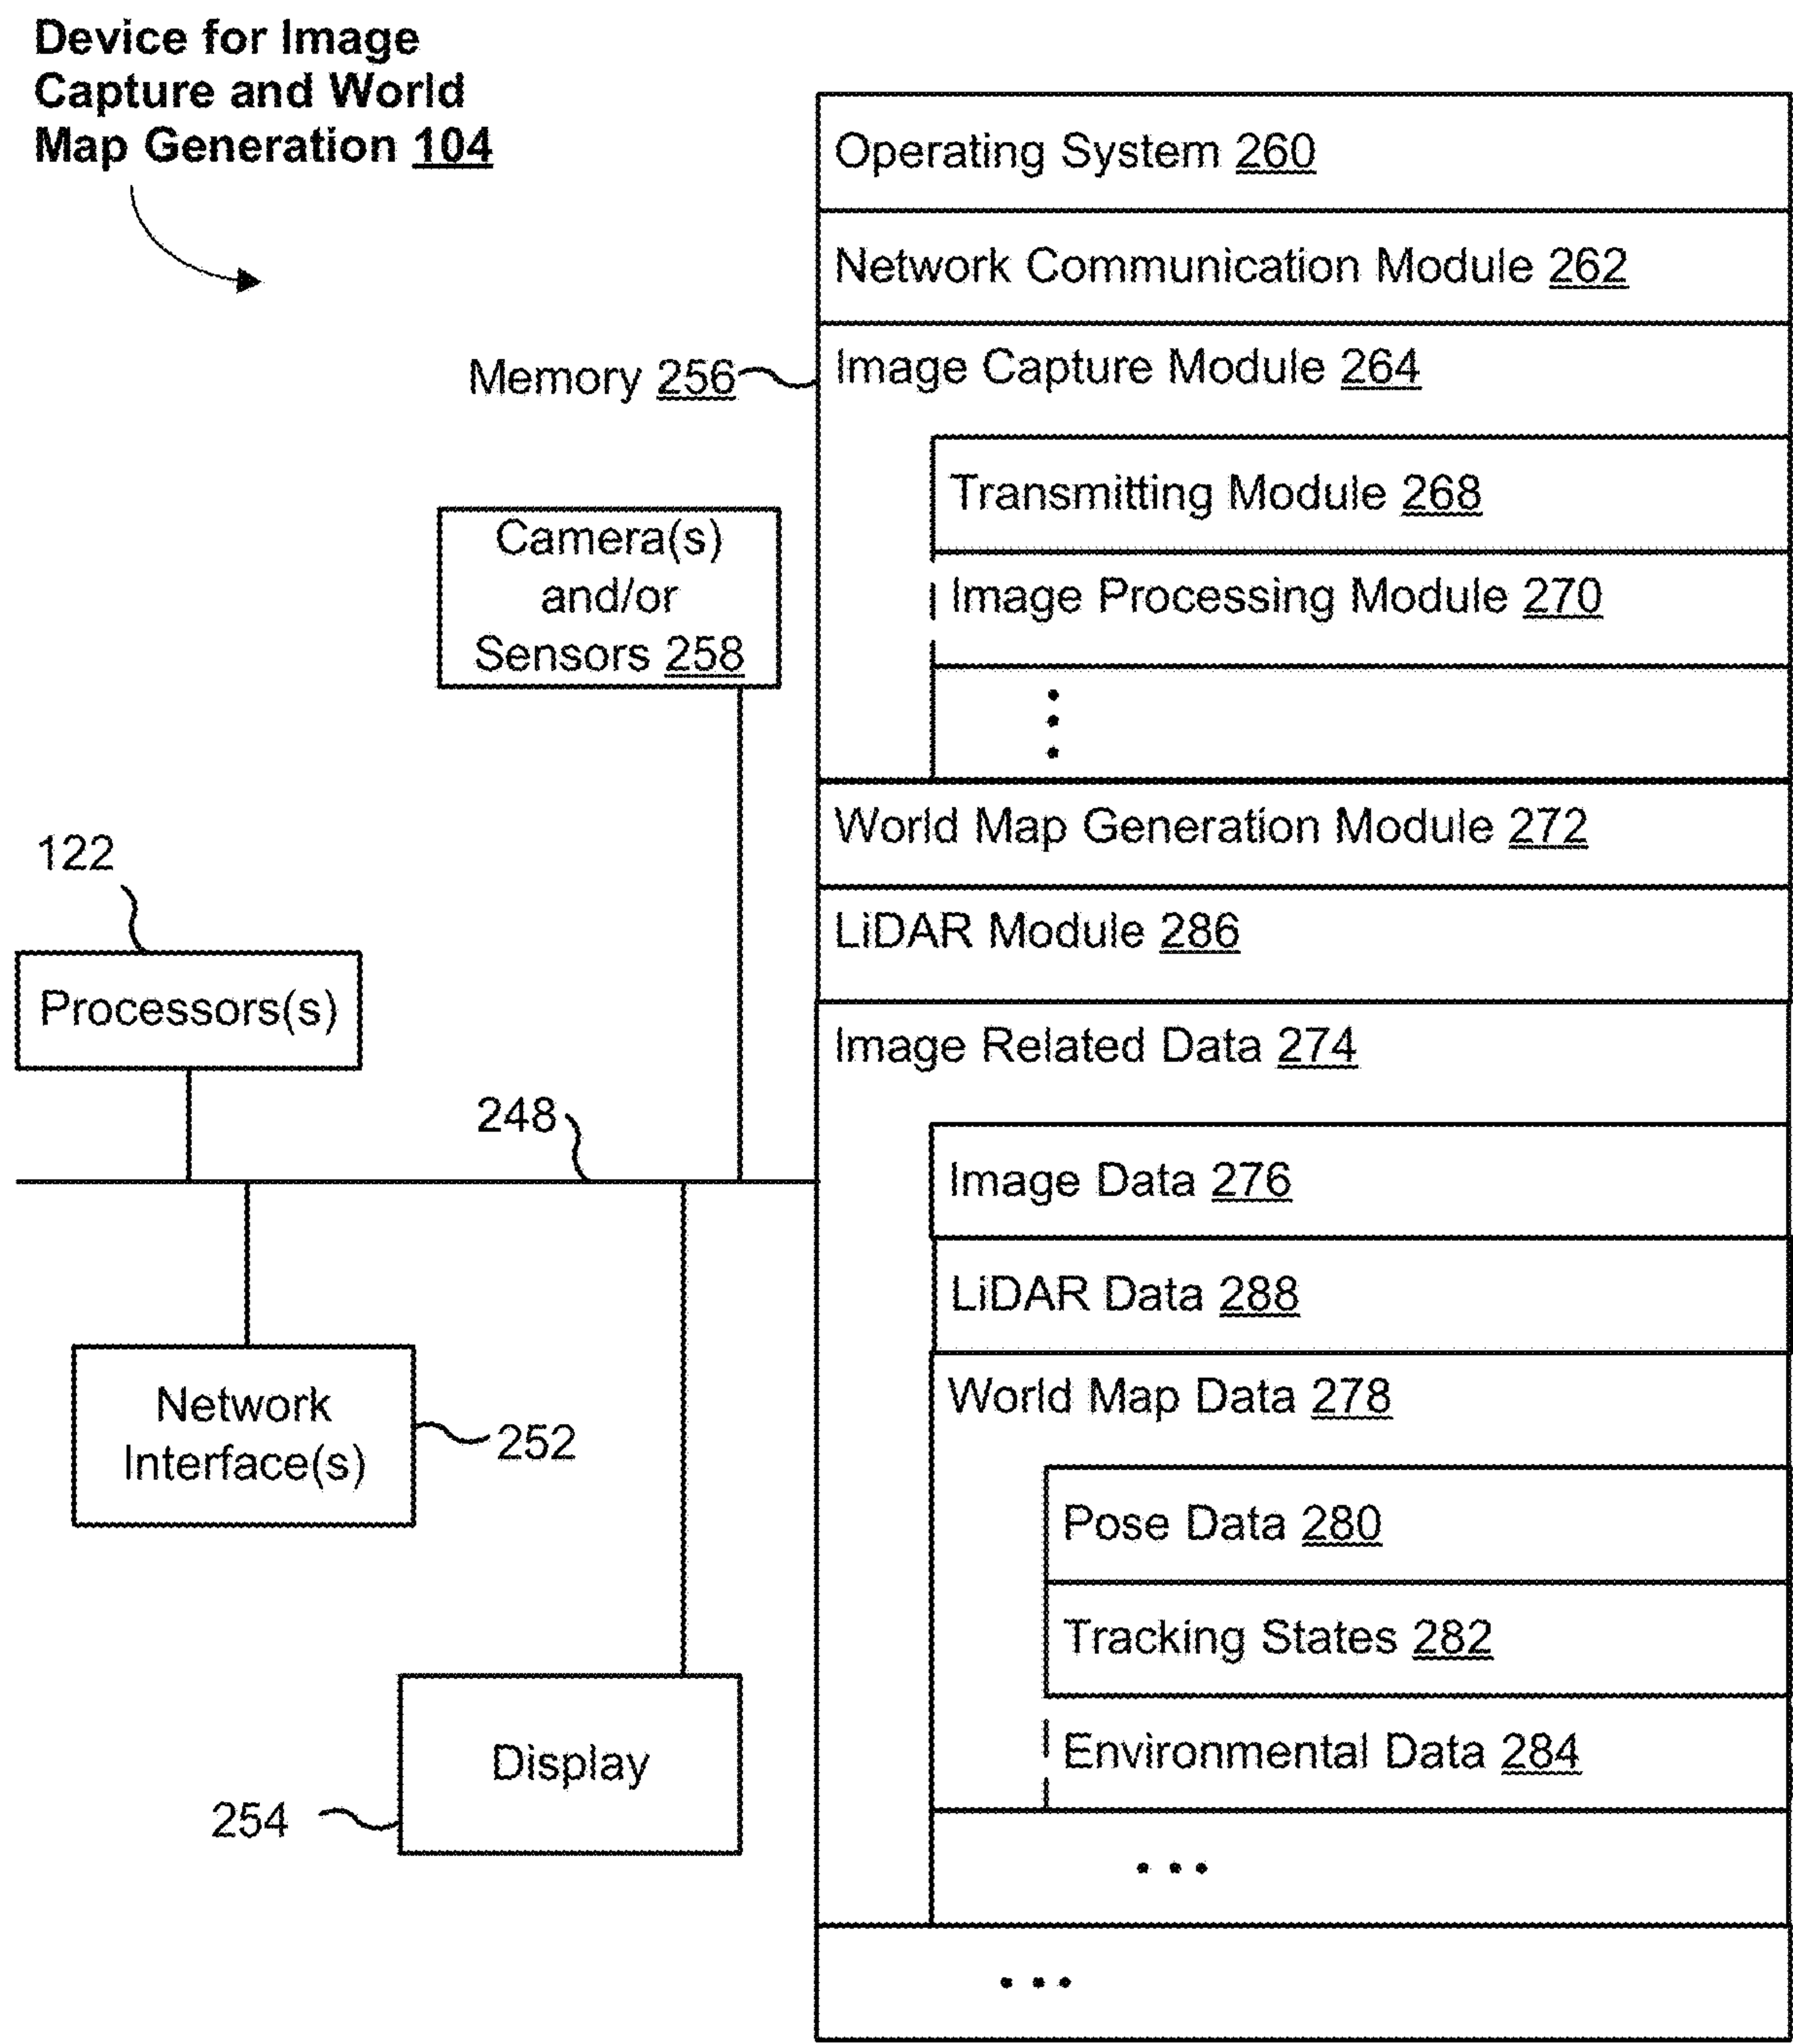 Device for Image
Capture and World
Map Generation 104
Operating System 260
Network Communication Module 262
Memory 256
Image Capture Module 264
Transmitting Module 268
Camera(s)
and/or
Sensors 258
Image Processing Module 270
World Map Generation Module 272
122
LiDAR Module 286
Processors(s)
Image Related Data 274
248
Image Data 276
LiDAR Data 288
World Map Data 278
Network
Interface(s)
252
Pose Data 280
Tracking States 282
Environmental Data 284
Display
254